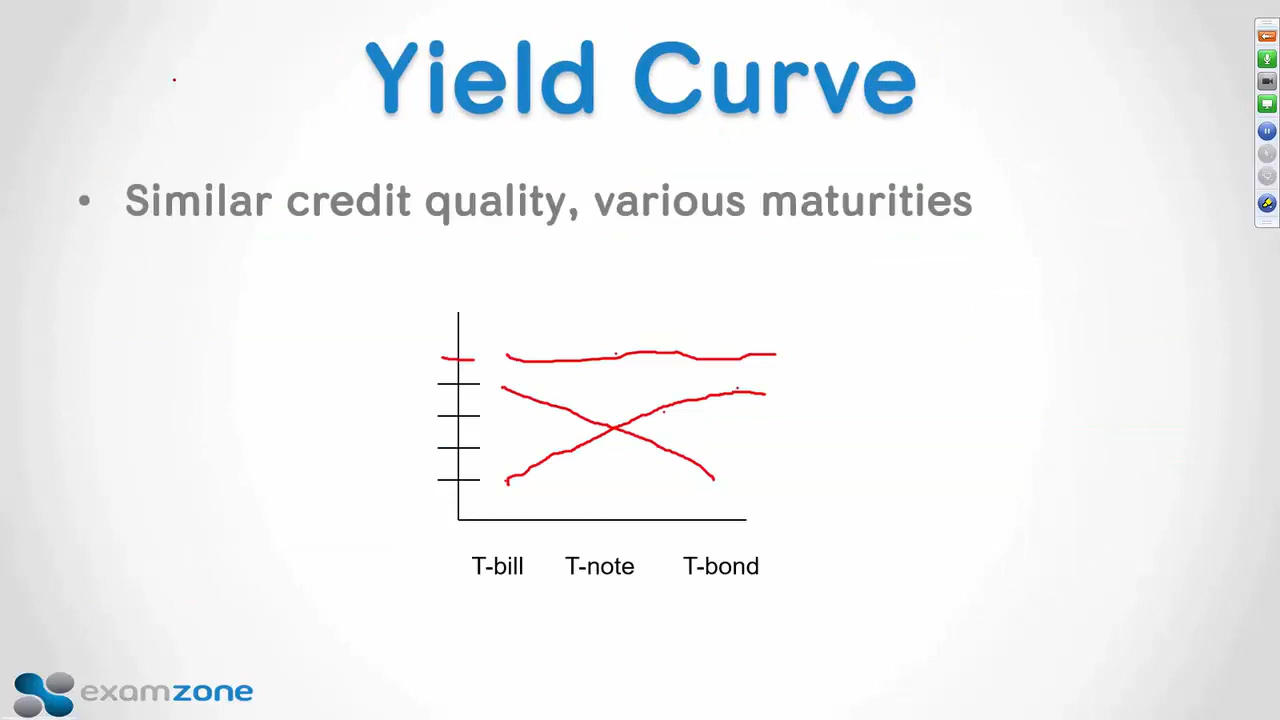 Yield Curve
• Similar credit quality, various maturities
T-bill T-note T-bond
examzone